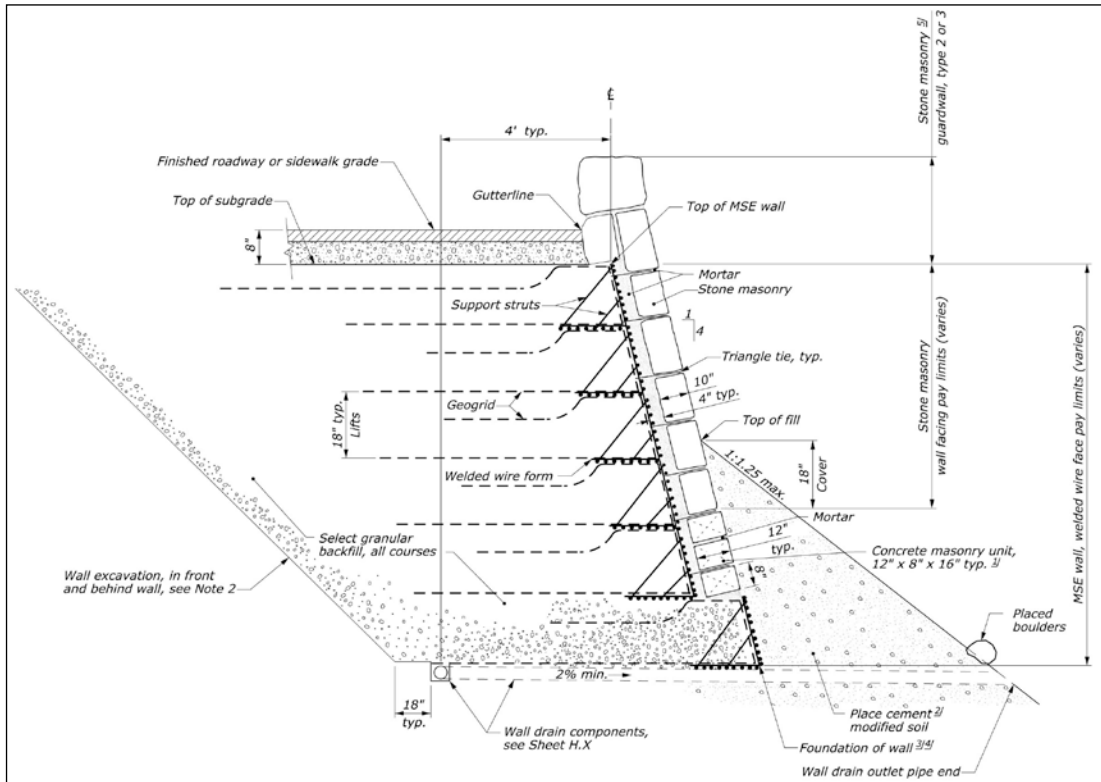 Stone masonry 5/
guardwall, type 2 or 3
℄
4' typ.
Finished roadway or sidewalk grade
Top of subgrade
Gutterline
Top of MSE wall
8"
Mortar
Stone masonry
Support struts
1
4
Triangle tie, typ.
10"
4" typ.
Geogrid
18" typ.
Lifts
Top of fill
Welded wire form
1:1.25 max.
18"
Cover
Stone masonry
wall facing pay limits (varies)
MSE wall, welded wire face pay limits (varies)
Mortar
12"
typ.
Select granular
backfill, all courses
Concrete masonry unit,
12" x 8" x 16" typ. 1/
8"
Wall excavation, in front
and behind wall, see Note 2
Placed
boulders
2% min.
18"
typ.
Wall drain components,
see Sheet H.X
Place cement 2/
modified soil
Foundation of wall 3/4/
Wall drain outlet pipe end